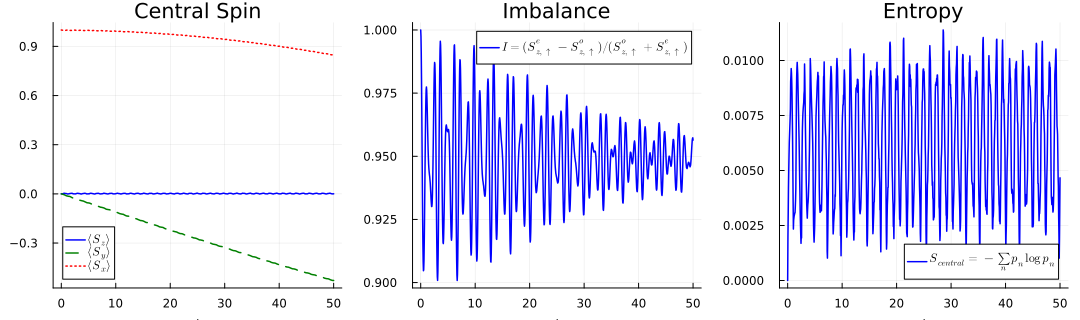 Central Spin
0.9
0.6
0.3
0.0
−0.3
⟨S_z⟩
⟨S_y⟩
⟨S_x⟩
0 10 20 30 40 50
Imbalance
1.000
0.975
0.950
0.925
0.900
I = (S^e_{z,↑} − S^o_{z,↑})/(S^o_{z,↑} + S^e_{z,↑})
0 10 20 30 40 50
Entropy
0.0100
0.0075
0.0050
0.0025
0.0000
S_{central} = − ∑_n p_n log p_n
0 10 20 30 40 50